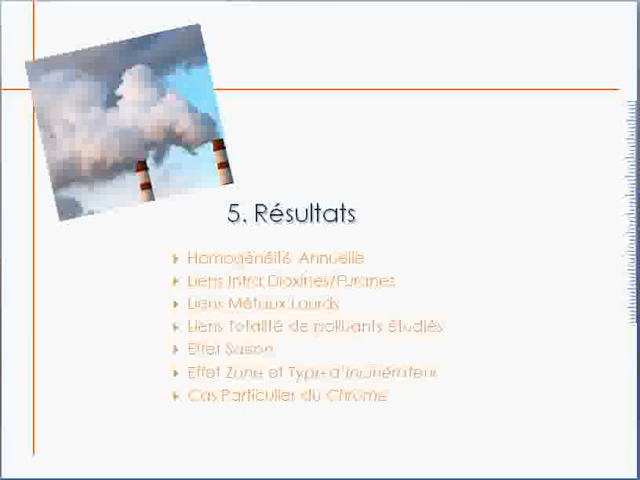 5. Résultats
Homogénéité Annuelle
Liens Intra Dioxines/Furanes
Liens Métaux Lourds
Liens Totalité de polluants étudiés
Effet Saison
Effet Zone et Type d'Incinérateur
Cas Particulier du Chrome